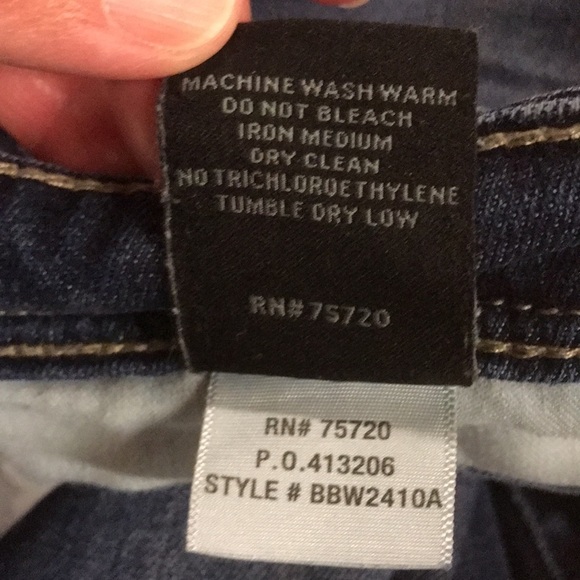 MACHINE WASH WARM
DO NOT BLEACH
IRON MEDIUM
DRY CLEAN
NO TRICHLOROETHYLENE
TUMBLE DRY LOW
RN# 75720
RN# 75720
P.O.413206
STYLE # BBW2410A